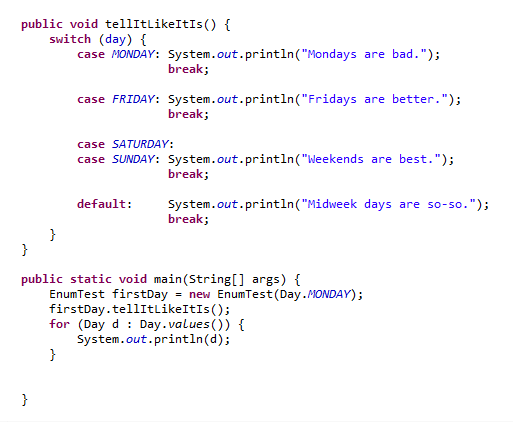 public void tellItLikeItIs() {
    switch (day) {
        case MONDAY: System.out.println("Mondays are bad.");
                     break;
        case FRIDAY: System.out.println("Fridays are better.");
                     break;
        case SATURDAY:
        case SUNDAY: System.out.println("Weekends are best.");
                     break;
        default:     System.out.println("Midweek days are so-so.");
                     break;
    }
}
public static void main(String[] args) {
    EnumTest firstDay = new EnumTest(Day.MONDAY);
    firstDay.tellItLikeItIs();
    for (Day d : Day.values()) {
        System.out.println(d);
    }
}